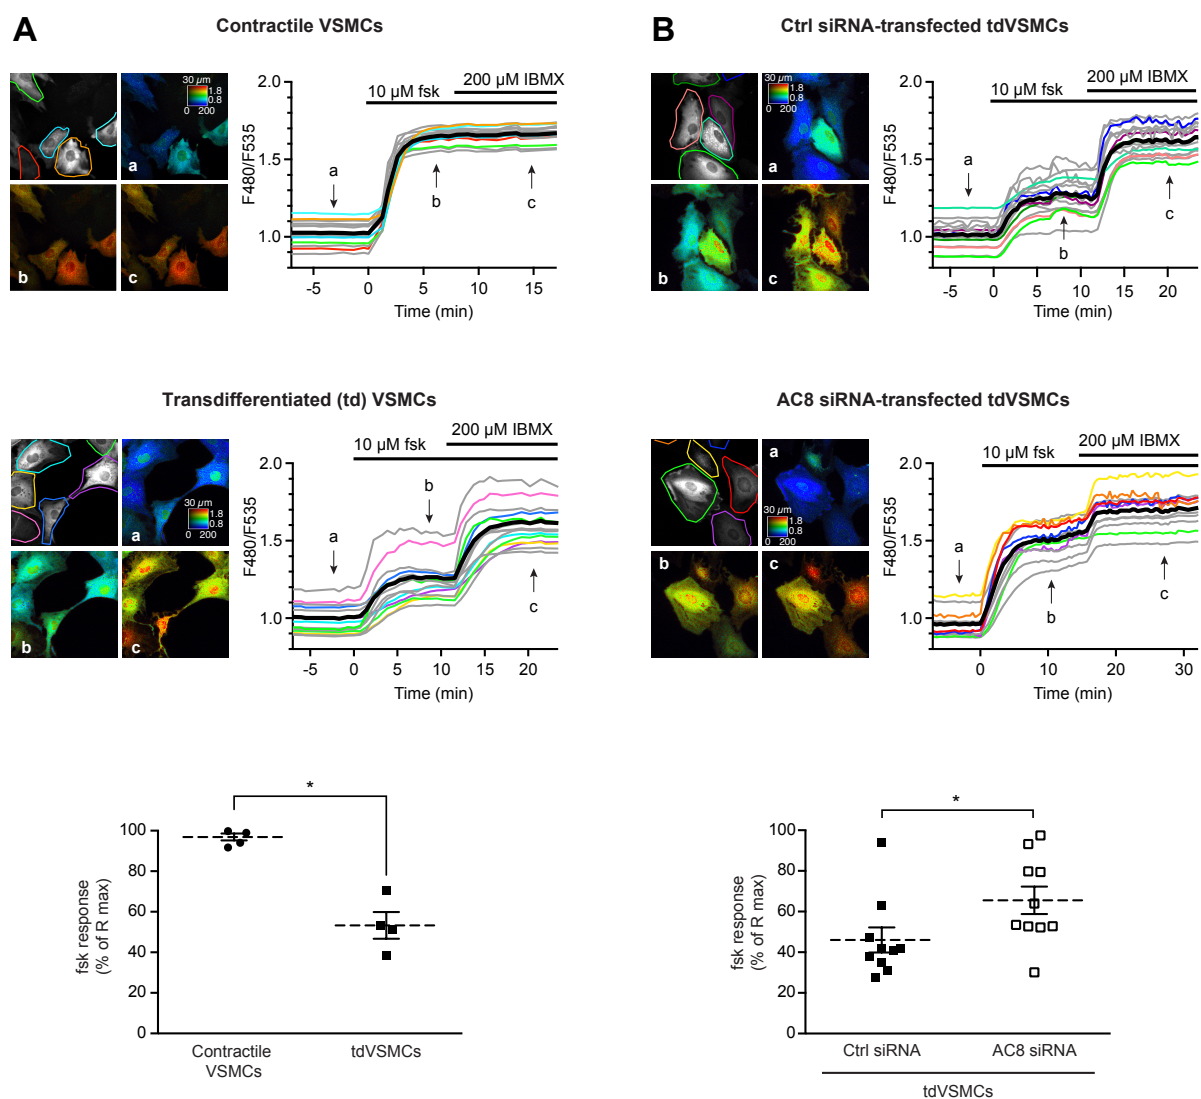 A
Contractile VSMCs
30 µm
1.8
0.8
0 200
a
b
c
F480/F535
2.0
1.5
1.0
10 µM fsk
200 µM IBMX
a
b
c
-5 0 5 10 15
Time (min)
B
Ctrl siRNA-transfected tdVSMCs
30 µm
1.8
0.8
0 200
a
b
c
F480/F535
2.0
1.5
1.0
10 µM fsk
200 µM IBMX
a
b
c
-5 0 5 10 15 20
Time (min)
Transdifferentiated (td) VSMCs
30 µm
1.8
0.8
0 200
a
b
c
F480/F535
2.0
1.5
1.0
10 µM fsk
200 µM IBMX
a
b
c
-5 0 5 10 15 20
Time (min)
AC8 siRNA-transfected tdVSMCs
a
30 µm
1.8
0.8
0 200
b
c
F480/F535
2.0
1.5
1.0
10 µM fsk
200 µM IBMX
a
b
c
0 10 20 30
Time (min)
*
fsk response
(% of R max)
100
80
60
40
20
0
Contractile
VSMCs
tdVSMCs
*
fsk response
(% of R max)
100
80
60
40
20
0
Ctrl siRNA
AC8 siRNA
tdVSMCs